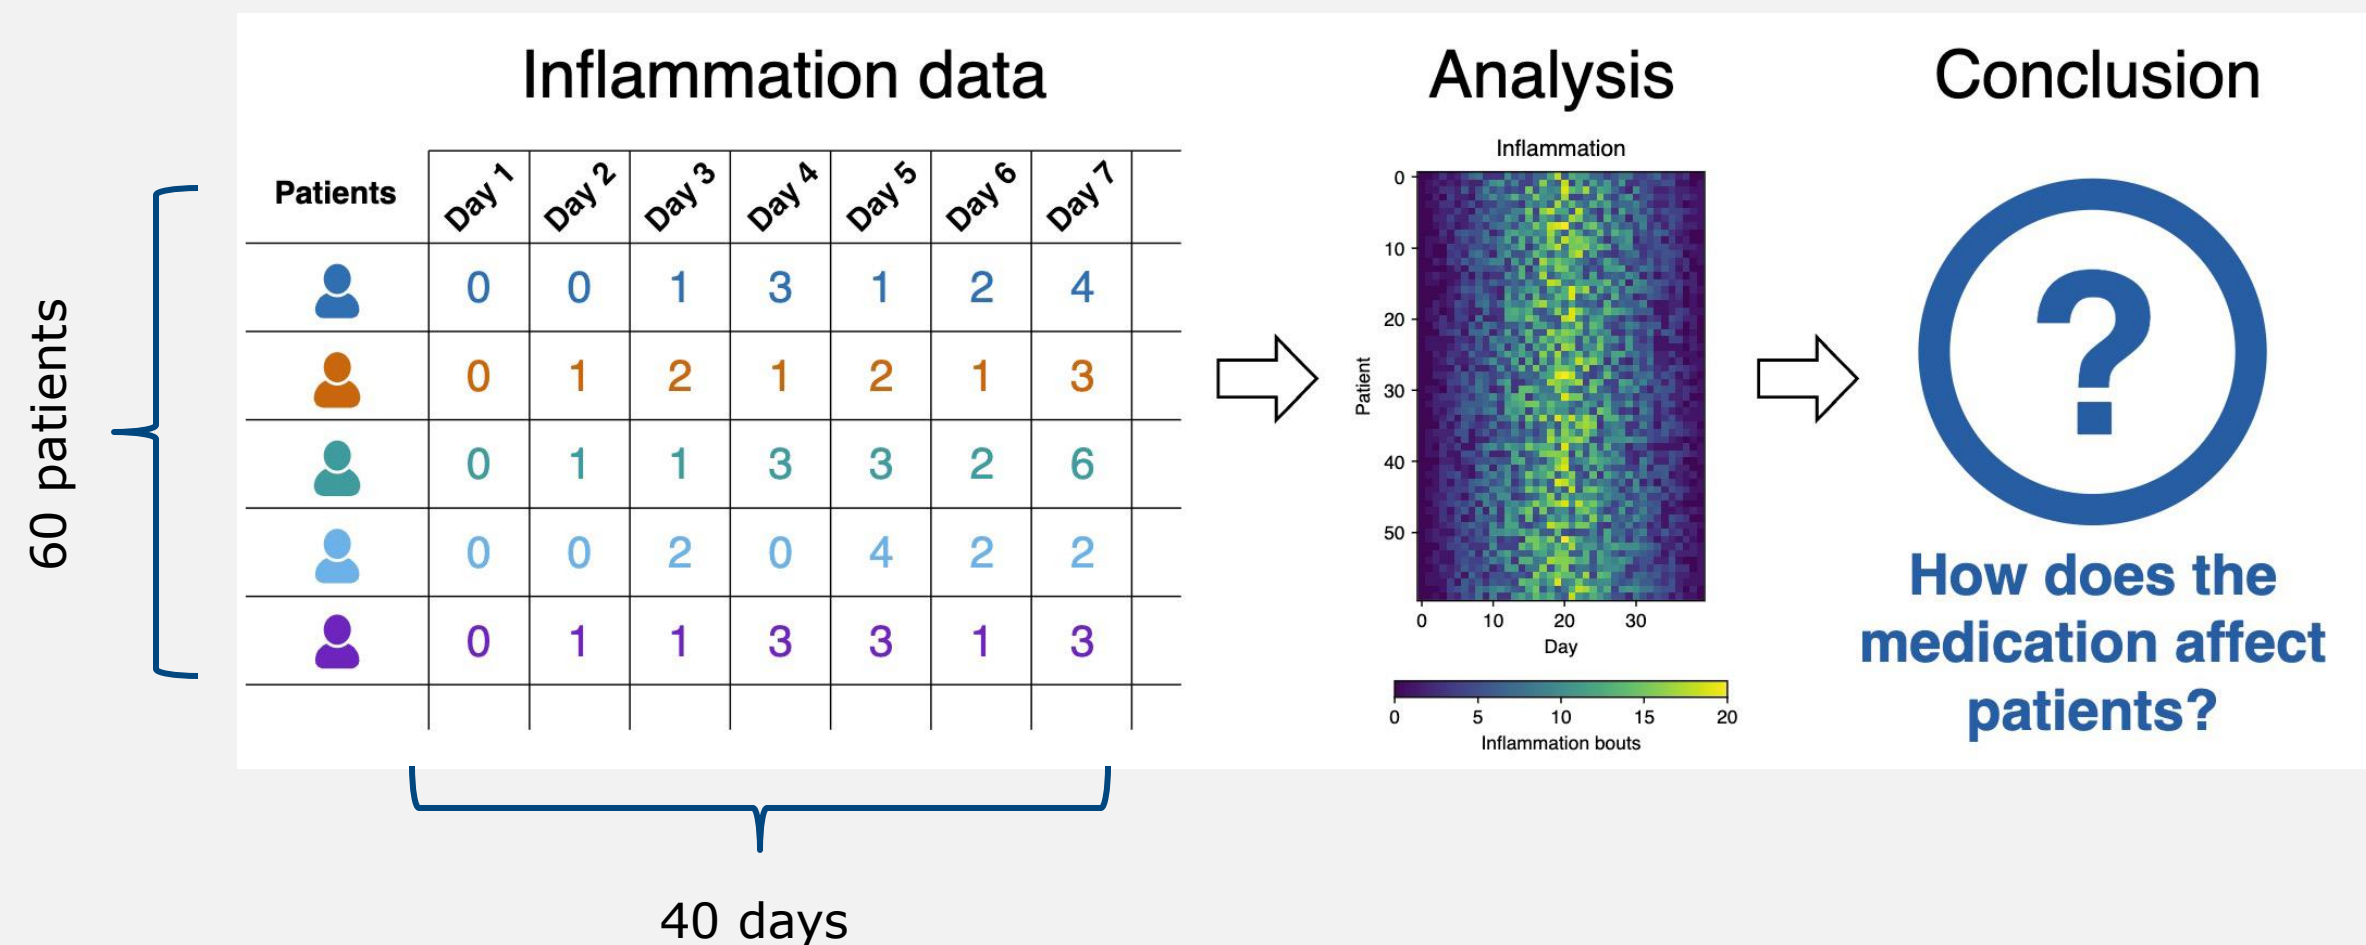 60 patients
Inflammation data
Patients Day 1 Day 2 Day 3 Day 4 Day 5 Day 6 Day 7
0 0 1 3 1 2 4
0 1 2 1 2 1 3
0 1 1 3 3 2 6
0 0 2 0 4 2 2
0 1 1 3 3 1 3
40 days
Analysis
Inflammation
Patient
0
10
20
30
40
50
0 10 20 30
Day
0 5 10 15 20
Inflammation bouts
Conclusion
?
How does the
medication affect
patients?